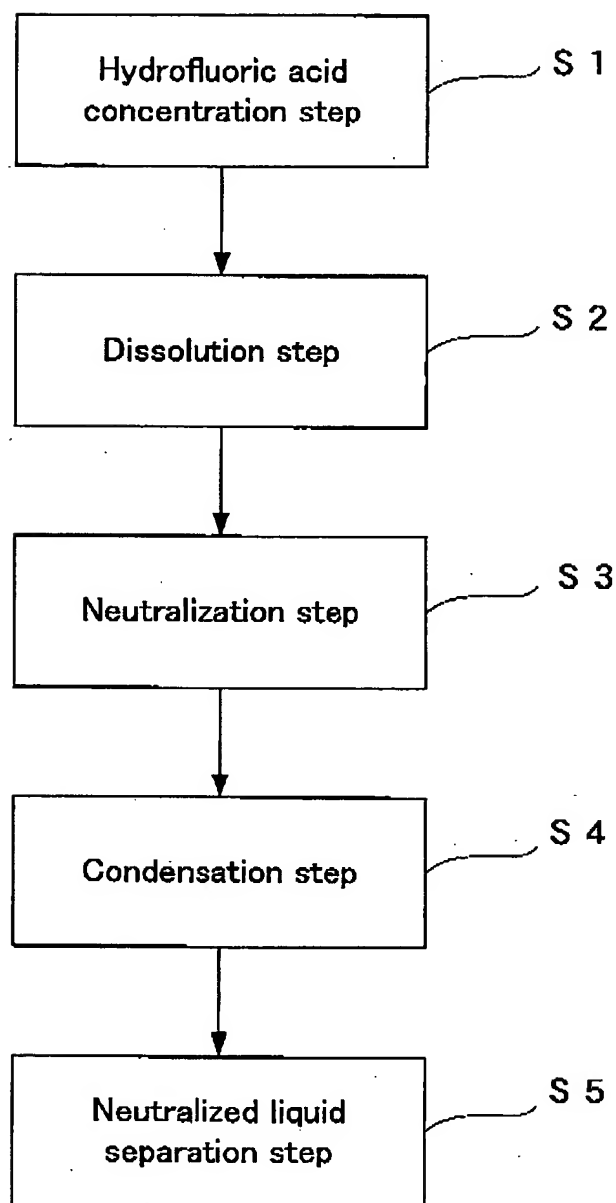 Hydrofluoric acid
concentration step
S 1
Dissolution step
S 2
Neutralization step
S 3
Condensation step
S 4
Neutralized liquid
separation step
S 5